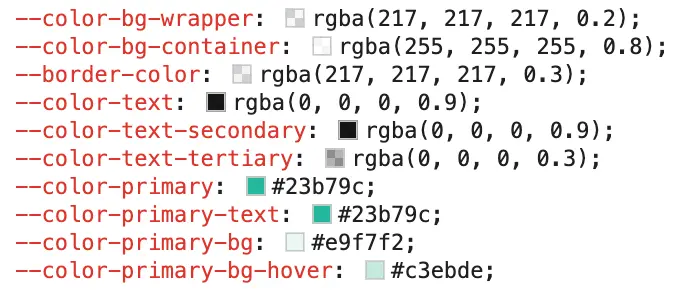 --color-bg-wrapper: rgba(217, 217, 217, 0.2);
--color-bg-container: rgba(255, 255, 255, 0.8);
--border-color: rgba(217, 217, 217, 0.3);
--color-text: rgba(0, 0, 0, 0.9);
--color-text-secondary: rgba(0, 0, 0, 0.9);
--color-text-tertiary: rgba(0, 0, 0, 0.3);
--color-primary: #23b79c;
--color-primary-text: #23b79c;
--color-primary-bg: #e9f7f2;
--color-primary-bg-hover: #c3ebde;